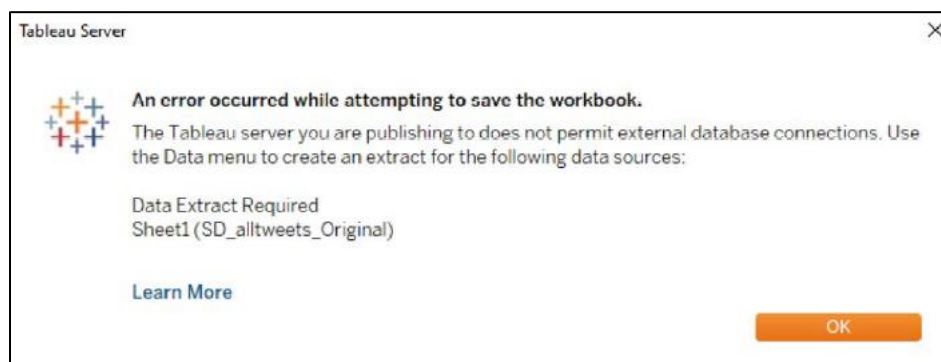 Tableau Server
An error occurred while attempting to save the workbook.
The Tableau server you are publishing to does not permit external database connections. Use
the Data menu to create an extract for the following data sources:
Data Extract Required
Sheet1 (SD_alltweets_Original)
Learn More
OK